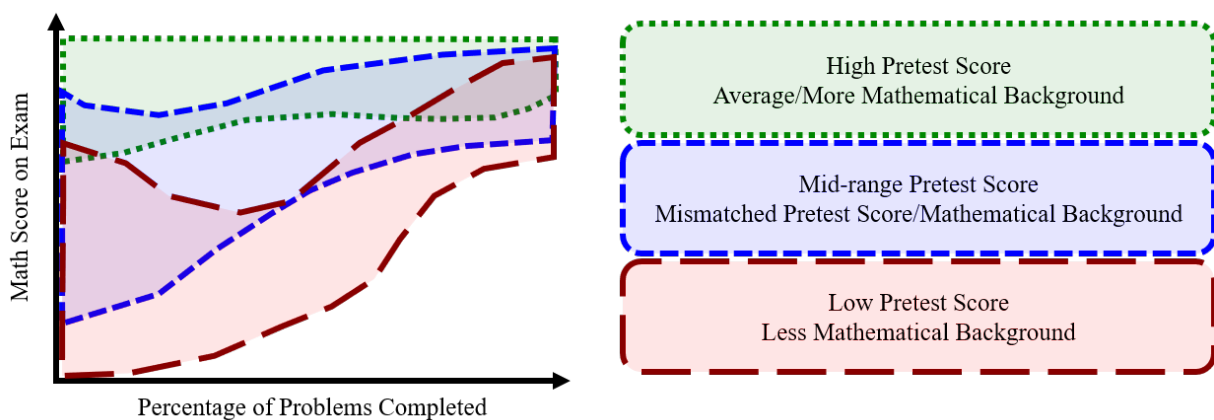 Math Score on Exam
Percentage of Problems Completed
High Pretest Score
Average/More Mathematical Background
Mid-range Pretest Score
Mismatched Pretest Score/Mathematical Background
Low Pretest Score
Less Mathematical Background